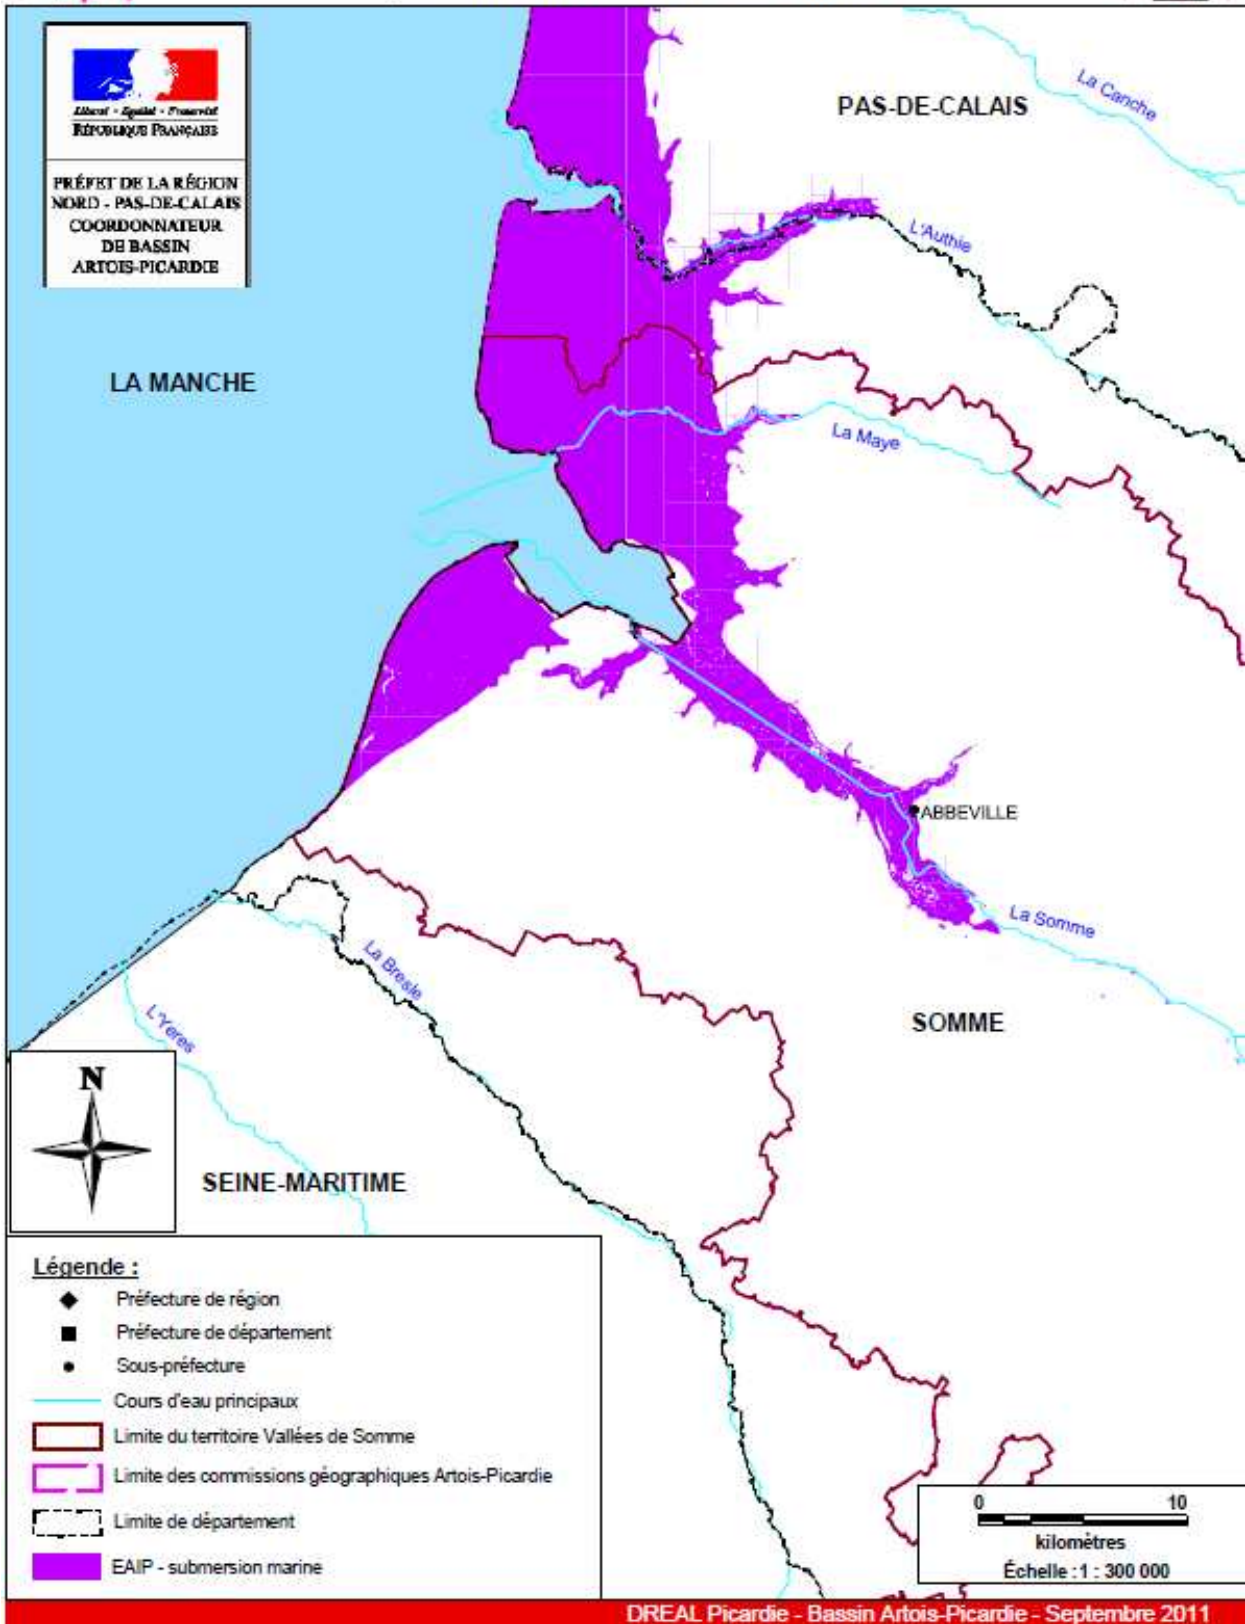 Liberté • Égalité • Fraternité
RÉPUBLIQUE FRANÇAISE
PRÉFET DE LA RÉGION
NORD - PAS-DE-CALAIS
COORDONNATEUR
DE BASSIN
ARTOIS-PICARDIE
PAS-DE-CALAIS
La Canche
L'Authie
LA MANCHE
La Maye
ABBEVILLE
La Somme
SOMME
La Bresle
L'Yeres
N
SEINE-MARITIME
Légende :
Préfecture de région
Préfecture de département
Sous-préfecture
Cours d'eau principaux
Limite du territoire Vallées de Somme
Limite des commissions géographiques Artois-Picardie
Limite de département
EAIP - submersion marine
0 10
kilomètres
Échelle : 1 : 300 000
DREAL Picardie - Bassin Artois-Picardie - Septembre 2011